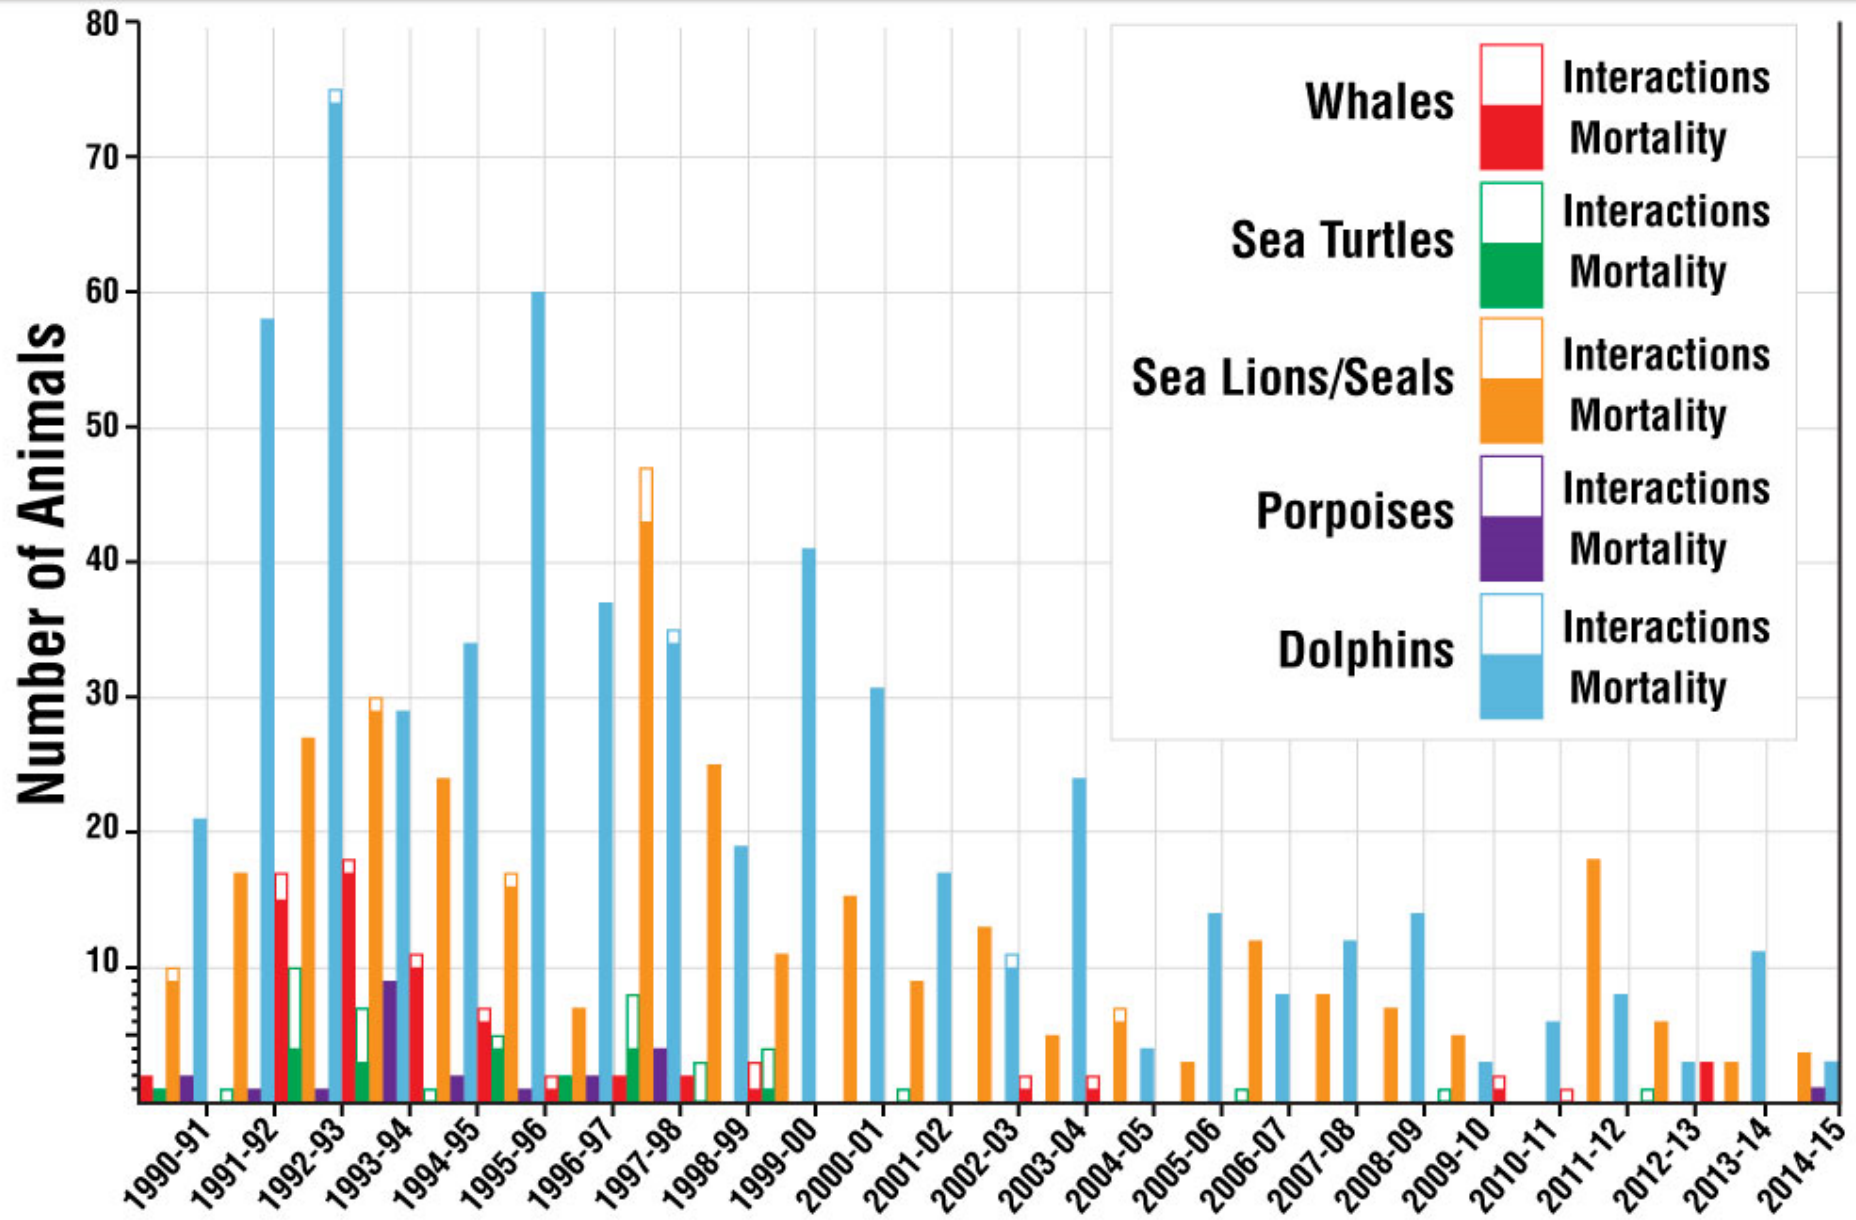 Number of Animals
80
70
60
50
40
30
20
10
Whales
Interactions
Mortality
Sea Turtles
Interactions
Mortality
Sea Lions/Seals
Interactions
Mortality
Porpoises
Interactions
Mortality
Dolphins
Interactions
Mortality
1990-91
1991-92
1992-93
1993-94
1994-95
1995-96
1996-97
1997-98
1998-99
1999-00
2000-01
2001-02
2002-03
2003-04
2004-05
2005-06
2006-07
2007-08
2008-09
2009-10
2010-11
2011-12
2012-13
2013-14
2014-15